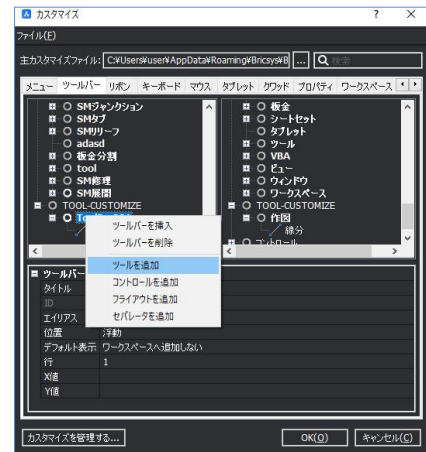 カスタマイズ
ファイル(F)
主カスタマイズファイル: C:¥Users¥user¥AppData¥Roaming¥Bricsys¥B ... 検索
メニュー ツールバー リボン キーボード マウス タブレット クワッド プロパティ ワークスペース
SMジャンクション
SMタブ
SMリリーフ
adasd
板金分割
tool
SM修理
SM展開
TOOL-CUSTOMIZE
板金
シートセット
タブレット
ツール
VBA
ビュー
ウィンドウ
ワークスペース
TOOL-CUSTOMIZE
作図
線分
コントロール
ツールバーを挿入
ツールバーを削除
ツールを追加
コントロールを追加
フライアウトを追加
セパレータを追加
ツールバー
タイトル
ID
エイリアス
位置 浮動
デフォルト表示 ワークスペースへ追加しない
行 1
X値
Y値
カスタマイズを管理する... OK(O) キャンセル(C)